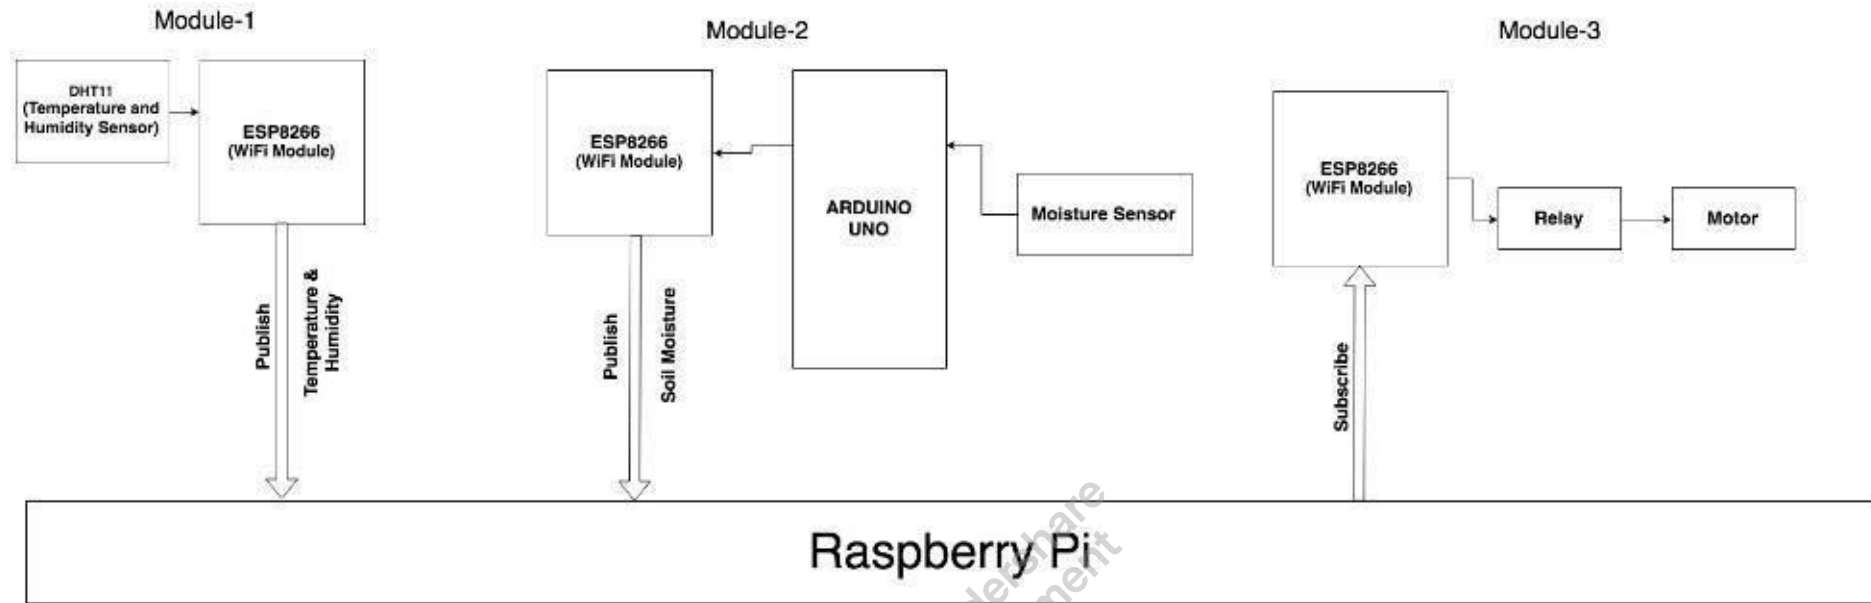 Module-1
DHT11
(Temperature and
Humidity Sensor)
ESP8266
(WiFi Module)
Publish
Temperature &
Humidity
Module-2
ESP8266
(WiFi Module)
ARDUINO
UNO
Moisture Sensor
Publish
Soil Moisture
Module-3
ESP8266
(WiFi Module)
Relay
Motor
Subscribe
Raspberry Pi